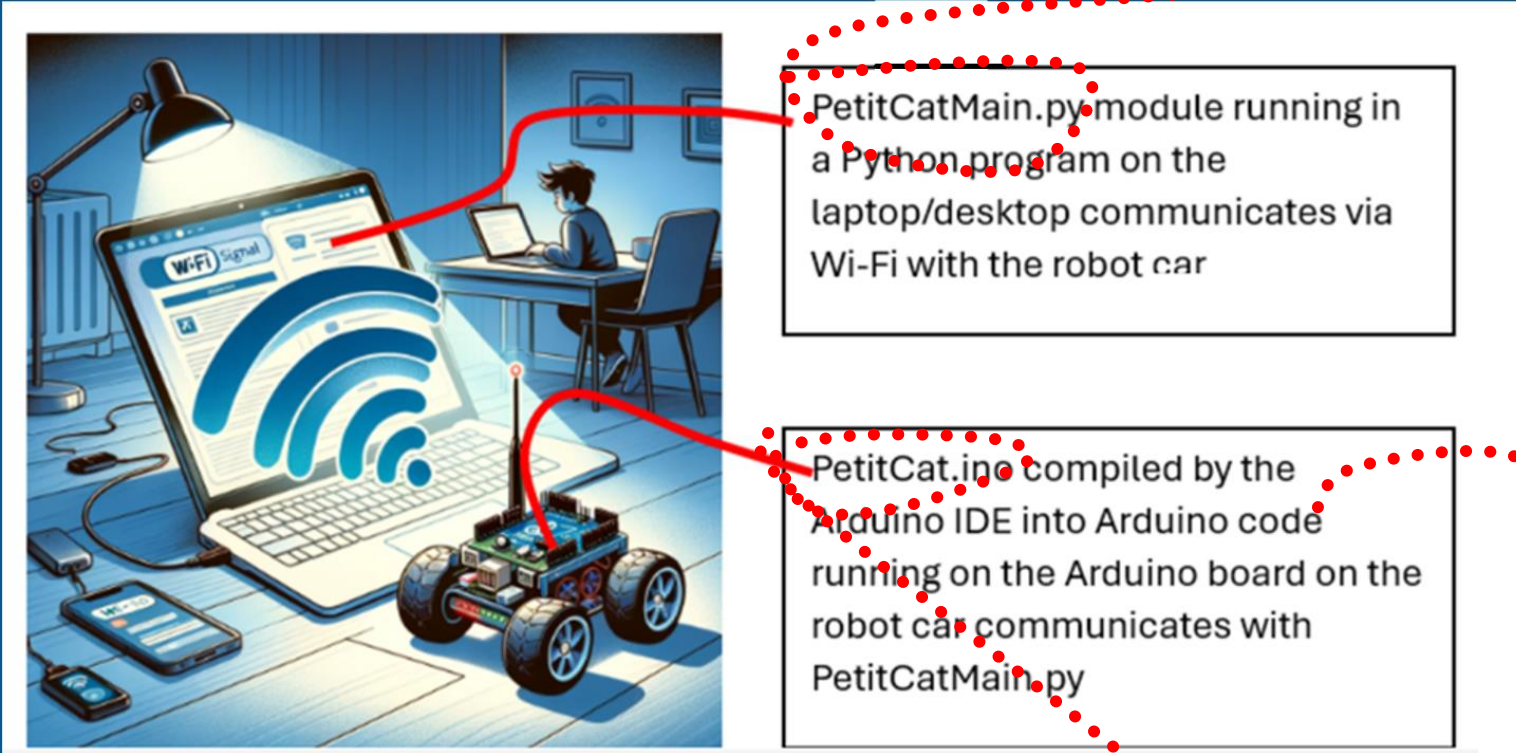 WiFi Signal
PetitCatMain.py module running in
a Python program on the
laptop/desktop communicates via
Wi-Fi with the robot car
PetitCat.ino compiled by the
Arduino IDE into Arduino code
running on the Arduino board on the
robot car communicates with
PetitCatMain.py